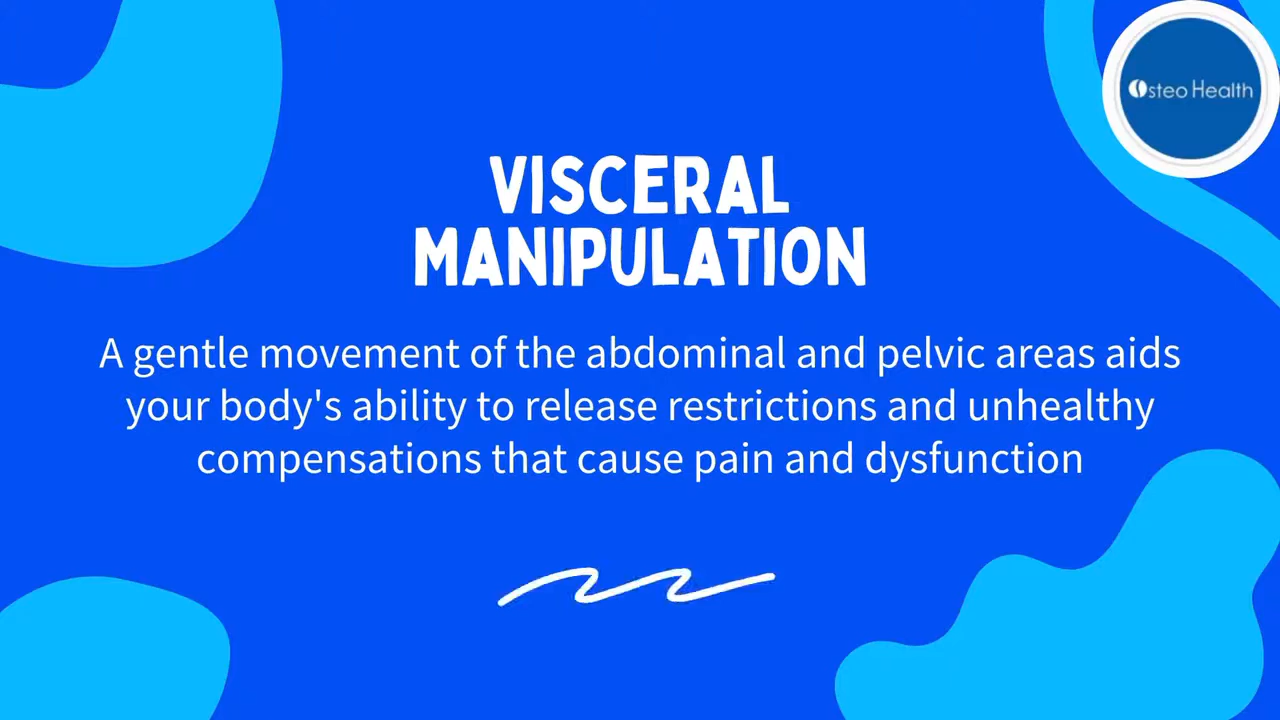 Osteo Health
VISCERAL
MANIPULATION
A gentle movement of the abdominal and pelvic areas aids
your body's ability to release restrictions and unhealthy
compensations that cause pain and dysfunction